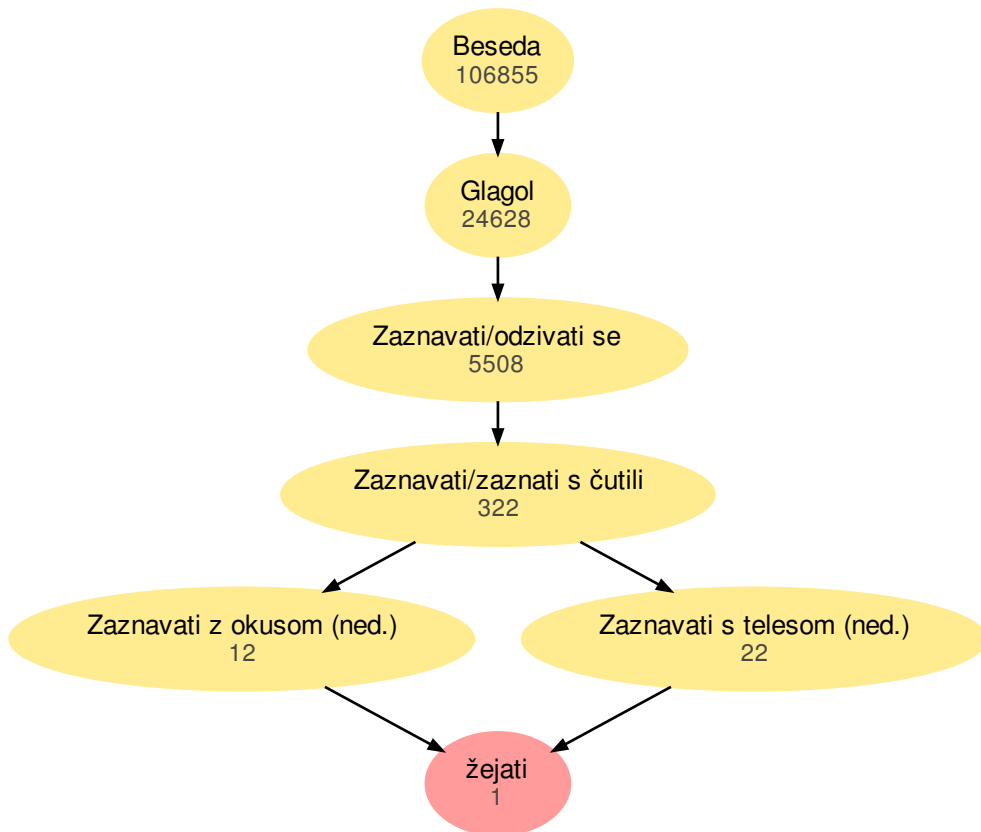 Beseda
106855
Glagol
24628
Zaznavati/odzivati se
5508
Zaznavati/zaznati s čutili
322
Zaznavati z okusom (ned.)
12
Zaznavati s telesom (ned.)
22
žejati
1